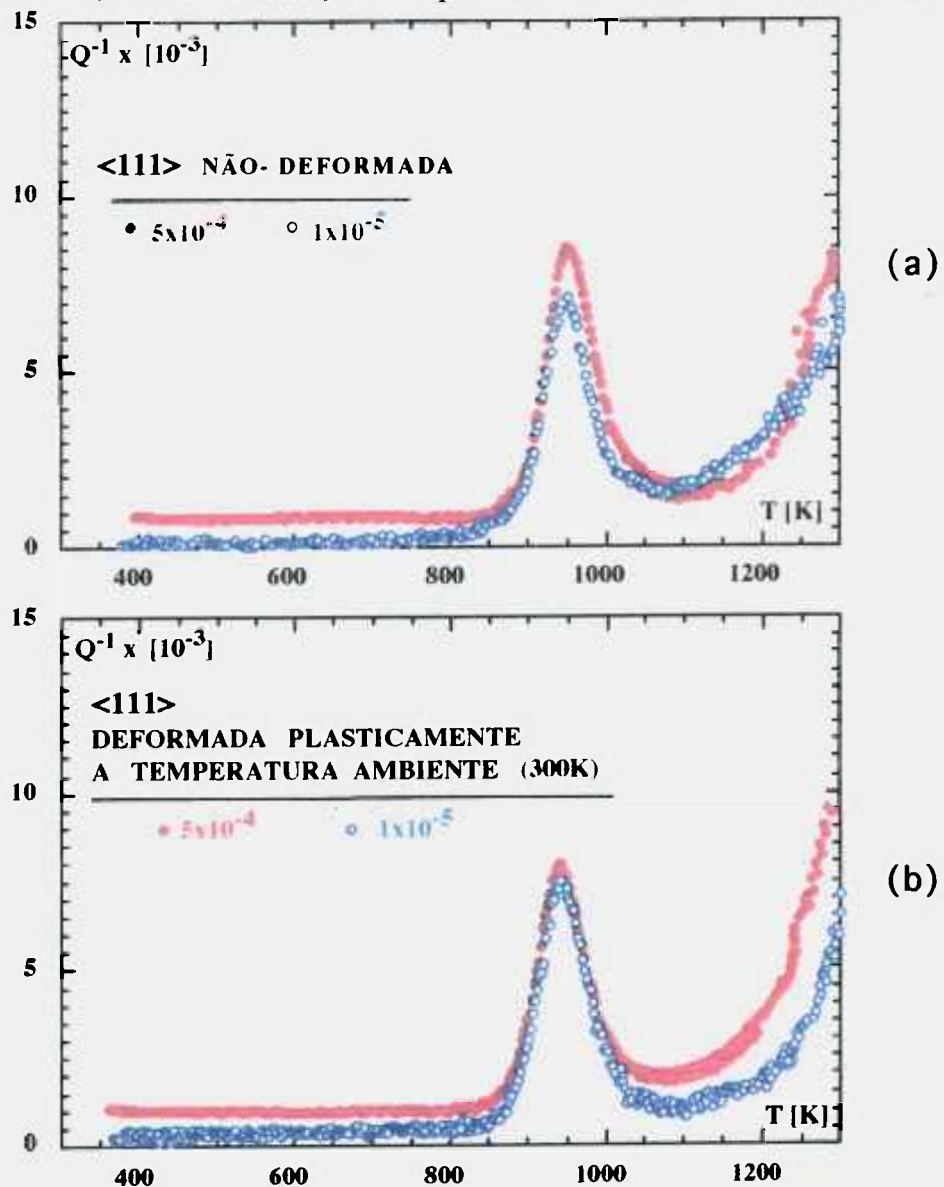 15
Q⁻¹ x [10⁻³]
<111> NÃO-DEFORMADA
10
● 5x10⁻⁴ ○ 1x10⁻⁵
(a)
5
T [K]
0
400 600 800 1000 1200
15
Q⁻¹ x [10⁻³]
<111>
DEFORMADA PLASTICAMENTE
A TEMPERATURA AMBIENTE (300K)
10
● 5x10⁻⁴ ○ 1x10⁻⁵
(b)
5
T [K]
0
400 600 800 1000 1200